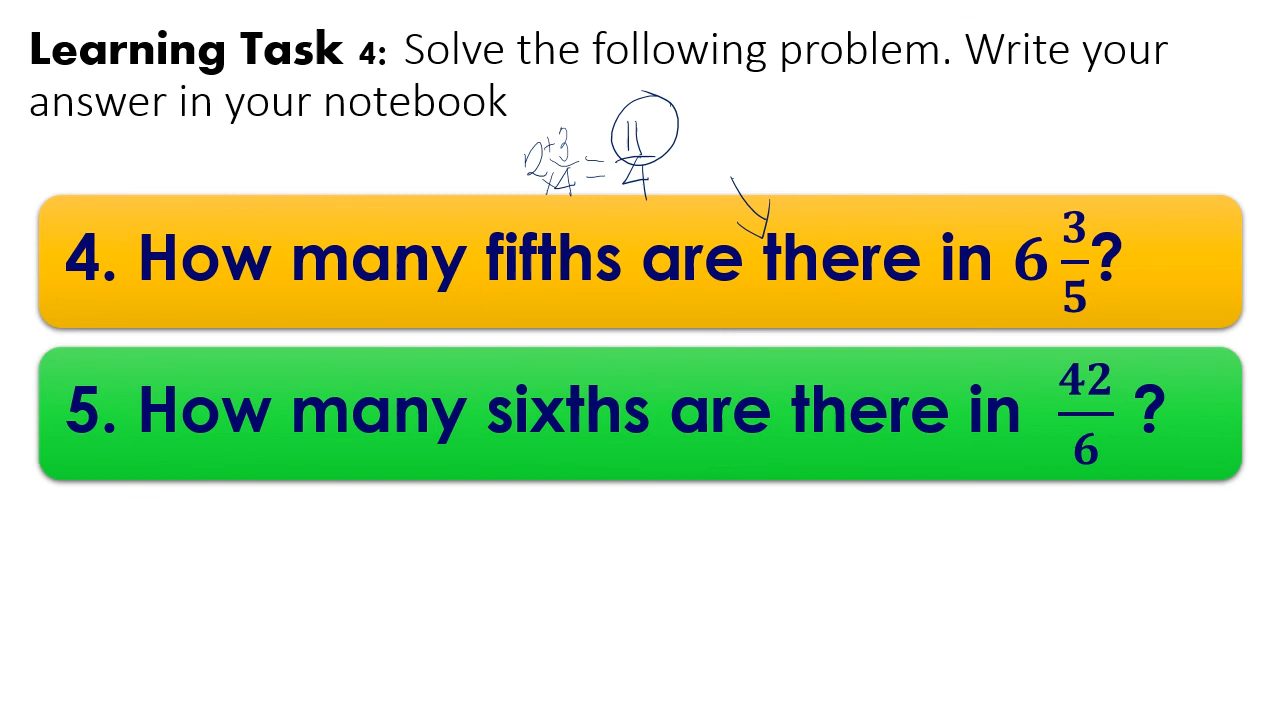 Learning Task 4: Solve the following problem. Write your
answer in your notebook
2 +3/×4 = 11/4
4. How many fifths are there in 6 3/5?
5. How many sixths are there in 42/6 ?